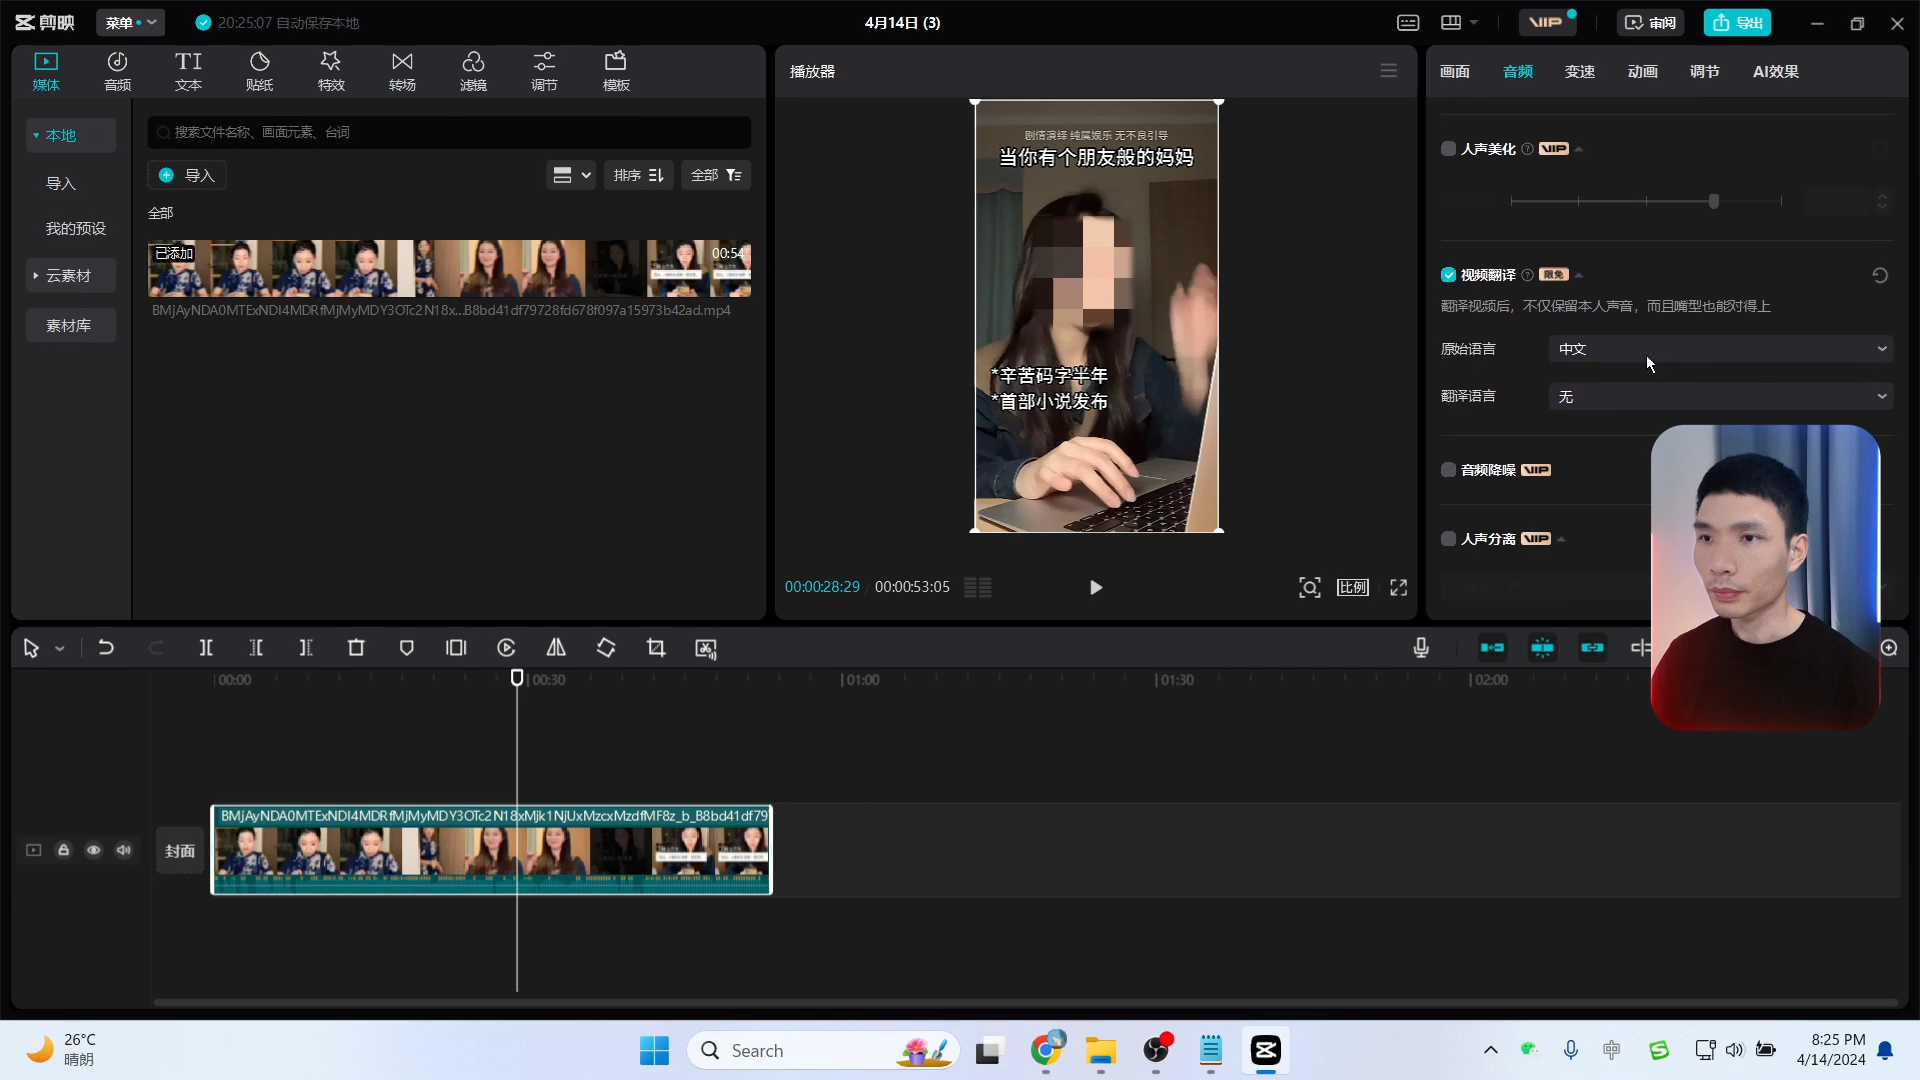 剪映
菜单
20:25:07 自动保存本地
4月14日 (3)
VIP
审阅
导出
媒体
音频
文本
贴纸
特效
转场
滤镜
调节
模板
本地
导入
我的预设
云素材
素材库
搜索文件名称、画面元素、台词
导入
排序
全部
全部
已添加
00:54
BMjAyNDA0MTExNDI4MDRfMjMyMDY3OTc2N18x...B8bd41df79728fd678f097a15973b42ad.mp4
播放器
剧情演绎 纯属娱乐 无不良引导
当你有个朋友般的妈妈
*辛苦码字半年
*首部小说发布
00:00:28:29
00:00:53:05
比例
画面
音频
变速
动画
调节
AI效果
人声美化
VIP
视频翻译
限免
翻译视频后，不仅保留本人声音，而且嘴型也能对得上
原始语言
中文
翻译语言
无
音频降噪
VIP
人声分离
VIP
00:00
00:30
01:00
01:30
02:00
封面
BMjAyNDA0MTExNDI4MDRfMjMyMDY3OTc2N18xMjk1NjUxMzcxMzdfMF8z_b_B8bd41df79
26°C
晴朗
Search
中
8:25 PM
4/14/2024